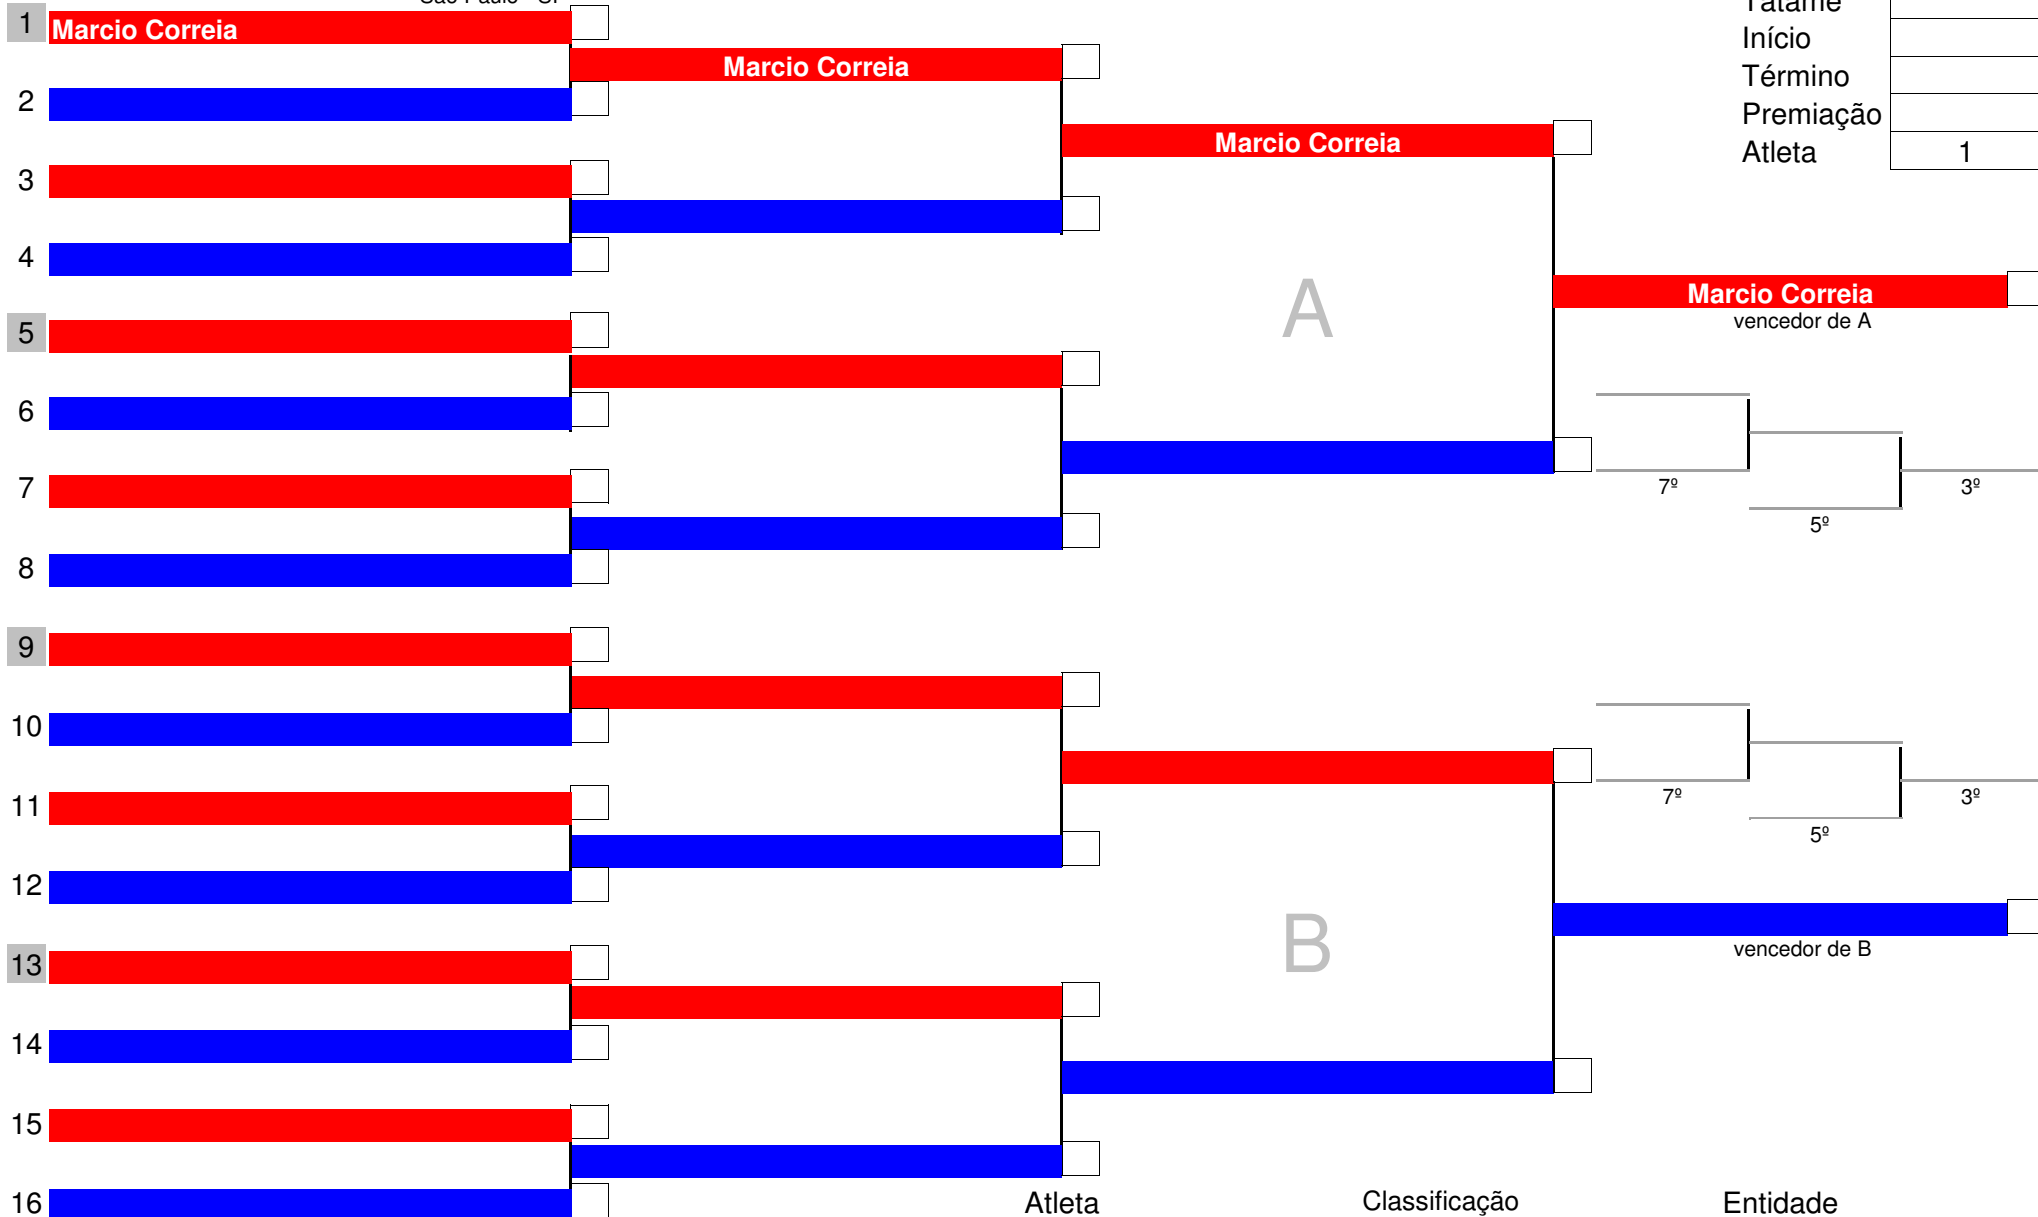 1 Marcio Correia
Marcio Correia
Início
Término
2
Premiação
Marcio Correia
Atleta 1
3
4
A
Marcio Correia
vencedor de A
5
6
7
7º 3º
5º
8
9
10
11
7º 3º
5º
12
B
vencedor de B
13
14
15
16
Atleta Classificação Entidade